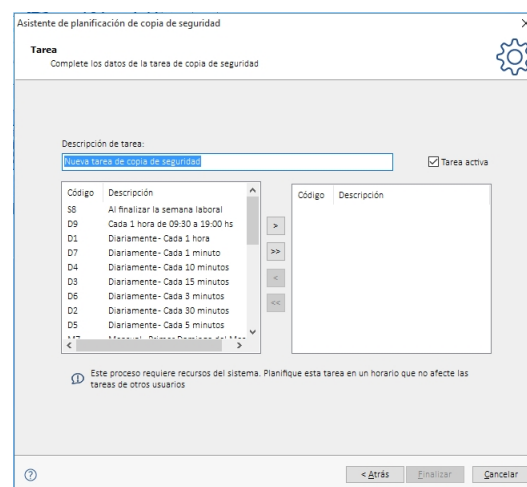 Asistente de planificación de copia de seguridad
Tarea
Complete los datos de la tarea de copia de seguridad
Descripción de tarea:
Nueva tarea de copia de seguridad
Tarea activa
Código Descripción
S8 Al finalizar la semana laboral
D9 Cada 1 hora de 09:30 a 19:00 hs
D1 Diariamente- Cada 1 hora
D7 Diariamente- Cada 1 minuto
D4 Diariamente- Cada 10 minutos
D3 Diariamente- Cada 15 minutos
D6 Diariamente- Cada 3 minutos
D2 Diariamente- Cada 30 minutos
D5 Diariamente- Cada 5 minutos
>
>>
<
<<
Código Descripción
Este proceso requiere recursos del sistema. Planifique esta tarea en un horario que no afecte las
tareas de otros usuarios
< Atrás Finalizar Cancelar